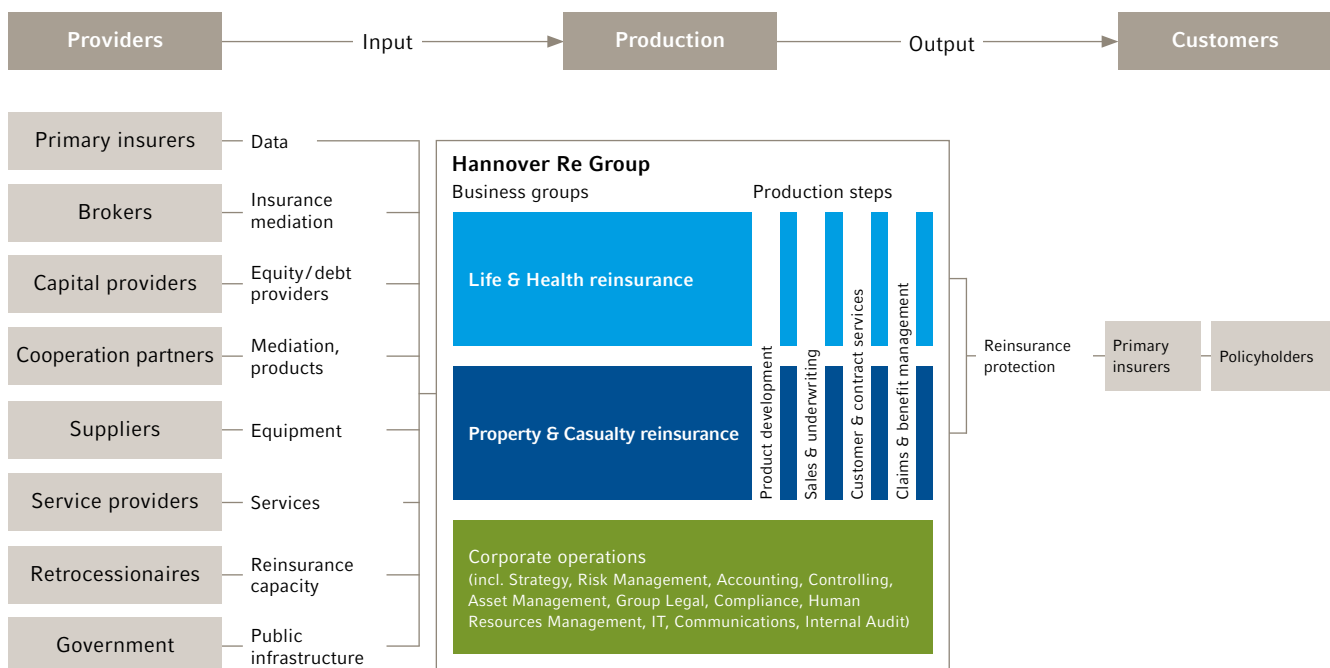 Providers
Input
Production
Output
Customers
Primary insurers
Data
Brokers
Insurance
mediation
Capital providers
Equity/debt
providers
Cooperation partners
Mediation,
products
Suppliers
Equipment
Service providers
Services
Retrocessionaires
Reinsurance
capacity
Government
Public
infrastructure
Hannover Re Group
Business groups
Production steps
Life & Health reinsurance
Property & Casualty reinsurance
Product development
Sales & underwriting
Customer & contract services
Claims & benefit management
Corporate operations
(incl. Strategy, Risk Management, Accounting, Controlling,
Asset Management, Group Legal, Compliance, Human
Resources Management, IT, Communications, Internal Audit)
Reinsurance
protection
Primary
insurers
Policyholders